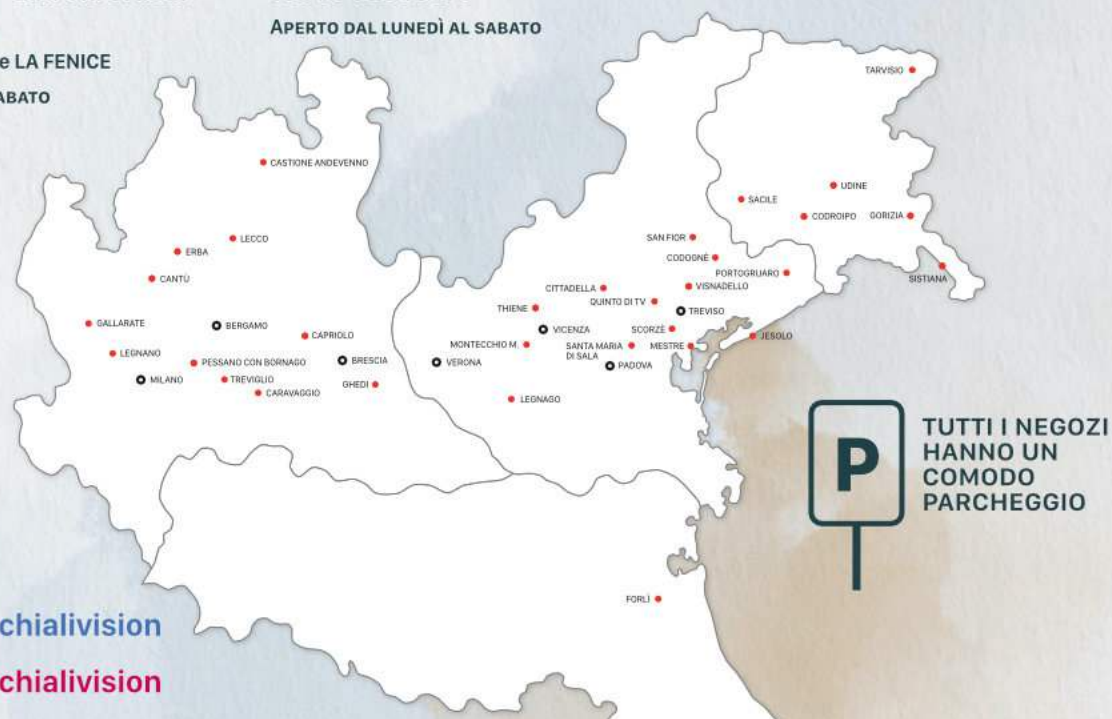 APERTO DAL LUNEDÌ AL SABATO
e LA FENICE
ABATO
TARVISIO
CASTIONE ANDEVENNO
UDINE
SACILE
CODROIPO
GORIZIA
LECCO
SAN FIOR
ERBA
CODOGNÈ
PORTOGRUARO
SISTIANA
CANTÙ
CITTADELLA
VISNADELLO
QUINTO DI TV
THIENE
TREVISO
GALLARATE
BERGAMO
VICENZA
SCORZÈ
CAPRIOLO
JESOLO
MONTECCHIO M.
SANTA MARIA
DI SALA
MESTRE
LEGNANO
PESSANO CON BORNAGO
BRESCIA
VERONA
PADOVA
MILANO
TREVIGLIO
GHEDI
CARAVAGGIO
LEGNAGO
P
TUTTI I NEGOZI
HANNO UN
COMODO
PARCHEGGIO
FORLÌ
chialivision
chialivision